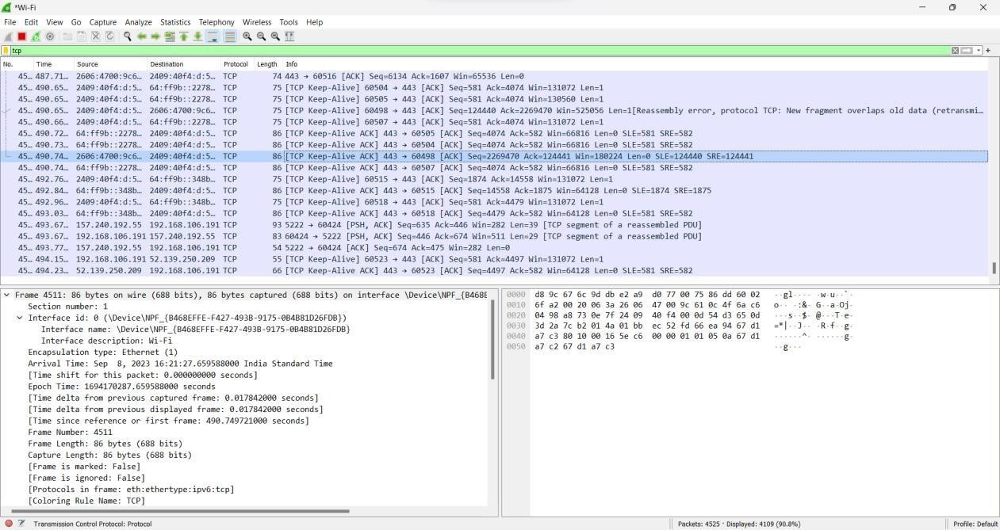 *Wi-Fi
File Edit View Go Capture Analyze Statistics Telephony Wireless Tools Help
tcp
No. Time Source Destination Protocol Length Info
45… 487.71… 2606:4700:9c6… 2409:40f4:d:5… TCP 74 443 → 60516 [ACK] Seq=6134 Ack=1607 Win=65536 Len=0
45… 490.65… 2409:40f4:d:5… 64:ff9b::2278… TCP 75 [TCP Keep-Alive] 60504 → 443 [ACK] Seq=581 Ack=4074 Win=131072 Len=1
45… 490.65… 2409:40f4:d:5… 64:ff9b::2278… TCP 75 [TCP Keep-Alive] 60505 → 443 [ACK] Seq=581 Ack=4074 Win=130560 Len=1
45… 490.65… 2409:40f4:d:5… 2606:4700:9c6… TCP 75 [TCP Keep-Alive] 60498 → 443 [ACK] Seq=124440 Ack=2269470 Win=525056 Len=1[Reassembly error, protocol TCP: New fragment overlaps old data (retransmi…
45… 490.66… 2409:40f4:d:5… 64:ff9b::2278… TCP 75 [TCP Keep-Alive] 60507 → 443 [ACK] Seq=581 Ack=4074 Win=131072 Len=1
45… 490.72… 64:ff9b::2278… 2409:40f4:d:5… TCP 86 [TCP Keep-Alive ACK] 443 → 60505 [ACK] Seq=4074 Ack=582 Win=66816 Len=0 SLE=581 SRE=582
45… 490.73… 64:ff9b::2278… 2409:40f4:d:5… TCP 86 [TCP Keep-Alive ACK] 443 → 60504 [ACK] Seq=4074 Ack=582 Win=66816 Len=0 SLE=581 SRE=582
45… 490.74… 2606:4700:9c6… 2409:40f4:d:5… TCP 86 [TCP Keep-Alive ACK] 443 → 60498 [ACK] Seq=2269470 Ack=124441 Win=180224 Len=0 SLE=124440 SRE=124441
45… 490.74… 64:ff9b::2278… 2409:40f4:d:5… TCP 86 [TCP Keep-Alive ACK] 443 → 60507 [ACK] Seq=4074 Ack=582 Win=66816 Len=0 SLE=581 SRE=582
45… 492.76… 2409:40f4:d:5… 64:ff9b::348b… TCP 75 [TCP Keep-Alive] 60515 → 443 [ACK] Seq=1874 Ack=14558 Win=131072 Len=1
45… 492.84… 64:ff9b::348b… 2409:40f4:d:5… TCP 86 [TCP Keep-Alive ACK] 443 → 60515 [ACK] Seq=14558 Ack=1875 Win=64128 Len=0 SLE=1874 SRE=1875
45… 492.96… 2409:40f4:d:5… 64:ff9b::348b… TCP 75 [TCP Keep-Alive] 60518 → 443 [ACK] Seq=581 Ack=4479 Win=131072 Len=1
45… 493.03… 64:ff9b::348b… 2409:40f4:d:5… TCP 86 [TCP Keep-Alive ACK] 443 → 60518 [ACK] Seq=4479 Ack=582 Win=64128 Len=0 SLE=581 SRE=582
45… 493.67… 157.240.192.55 192.168.106.191 TCP 93 5222 → 60424 [PSH, ACK] Seq=635 Ack=446 Win=282 Len=39 [TCP segment of a reassembled PDU]
45… 493.67… 192.168.106.191 157.240.192.55 TCP 83 60424 → 5222 [PSH, ACK] Seq=446 Ack=674 Win=511 Len=29 [TCP segment of a reassembled PDU]
45… 493.77… 157.240.192.55 192.168.106.191 TCP 54 5222 → 60424 [ACK] Seq=674 Ack=475 Win=282 Len=0
45… 494.15… 192.168.106.191 52.139.250.209 TCP 55 [TCP Keep-Alive] 60523 → 443 [ACK] Seq=581 Ack=4497 Win=131072 Len=1
45… 494.23… 52.139.250.209 192.168.106.191 TCP 66 [TCP Keep-Alive ACK] 443 → 60523 [ACK] Seq=4497 Ack=582 Win=64128 Len=0 SLE=581 SRE=582
Frame 4511: 86 bytes on wire (688 bits), 86 bytes captured (688 bits) on interface \Device\NPF_{B468E
Section number: 1
Interface id: 0 (\Device\NPF_{B468EFFE-F427-493B-9175-0B4B81D26FDB})
Interface name: \Device\NPF_{B468EFFE-F427-493B-9175-0B4B81D26FDB}
Interface description: Wi-Fi
Encapsulation type: Ethernet (1)
Arrival Time: Sep  8, 2023 16:21:27.659588000 India Standard Time
[Time shift for this packet: 0.000000000 seconds]
Epoch Time: 1694170287.659588000 seconds
[Time delta from previous captured frame: 0.017842000 seconds]
[Time delta from previous displayed frame: 0.017842000 seconds]
[Time since reference or first frame: 490.749721000 seconds]
Frame Number: 4511
Frame Length: 86 bytes (688 bits)
Capture Length: 86 bytes (688 bits)
[Frame is marked: False]
[Frame is ignored: False]
[Protocols in frame: eth:ethertype:ipv6:tcp]
[Coloring Rule Name: TCP]
0000 d8 9c 67 6c 9d db e2 a9 d0 77 00 75 86 dd 60 02 ··gl···· ·w·u··`·
0010 6f a2 00 20 06 3a 26 06 47 00 9c 61 0c 4f 6a c6 o·· ·:&· G··a·Oj·
0020 04 98 a8 73 0e 7f 24 09 40 f4 00 0d 54 d3 65 0d ···s··$· @···T·e·
0030 3d 2a 7c b2 01 4a 01 bb ec 52 fd 66 ea 94 67 d1 =*|··J·· ·R·f··g·
0040 a7 c3 80 10 00 16 5e c6 00 00 01 01 05 0a 67 d1 ······^· ······g·
0050 a7 c2 67 d1 a7 c3 ··g···
Transmission Control Protocol: Protocol
Packets: 4525 · Displayed: 4109 (90.8%)
Profile: Default